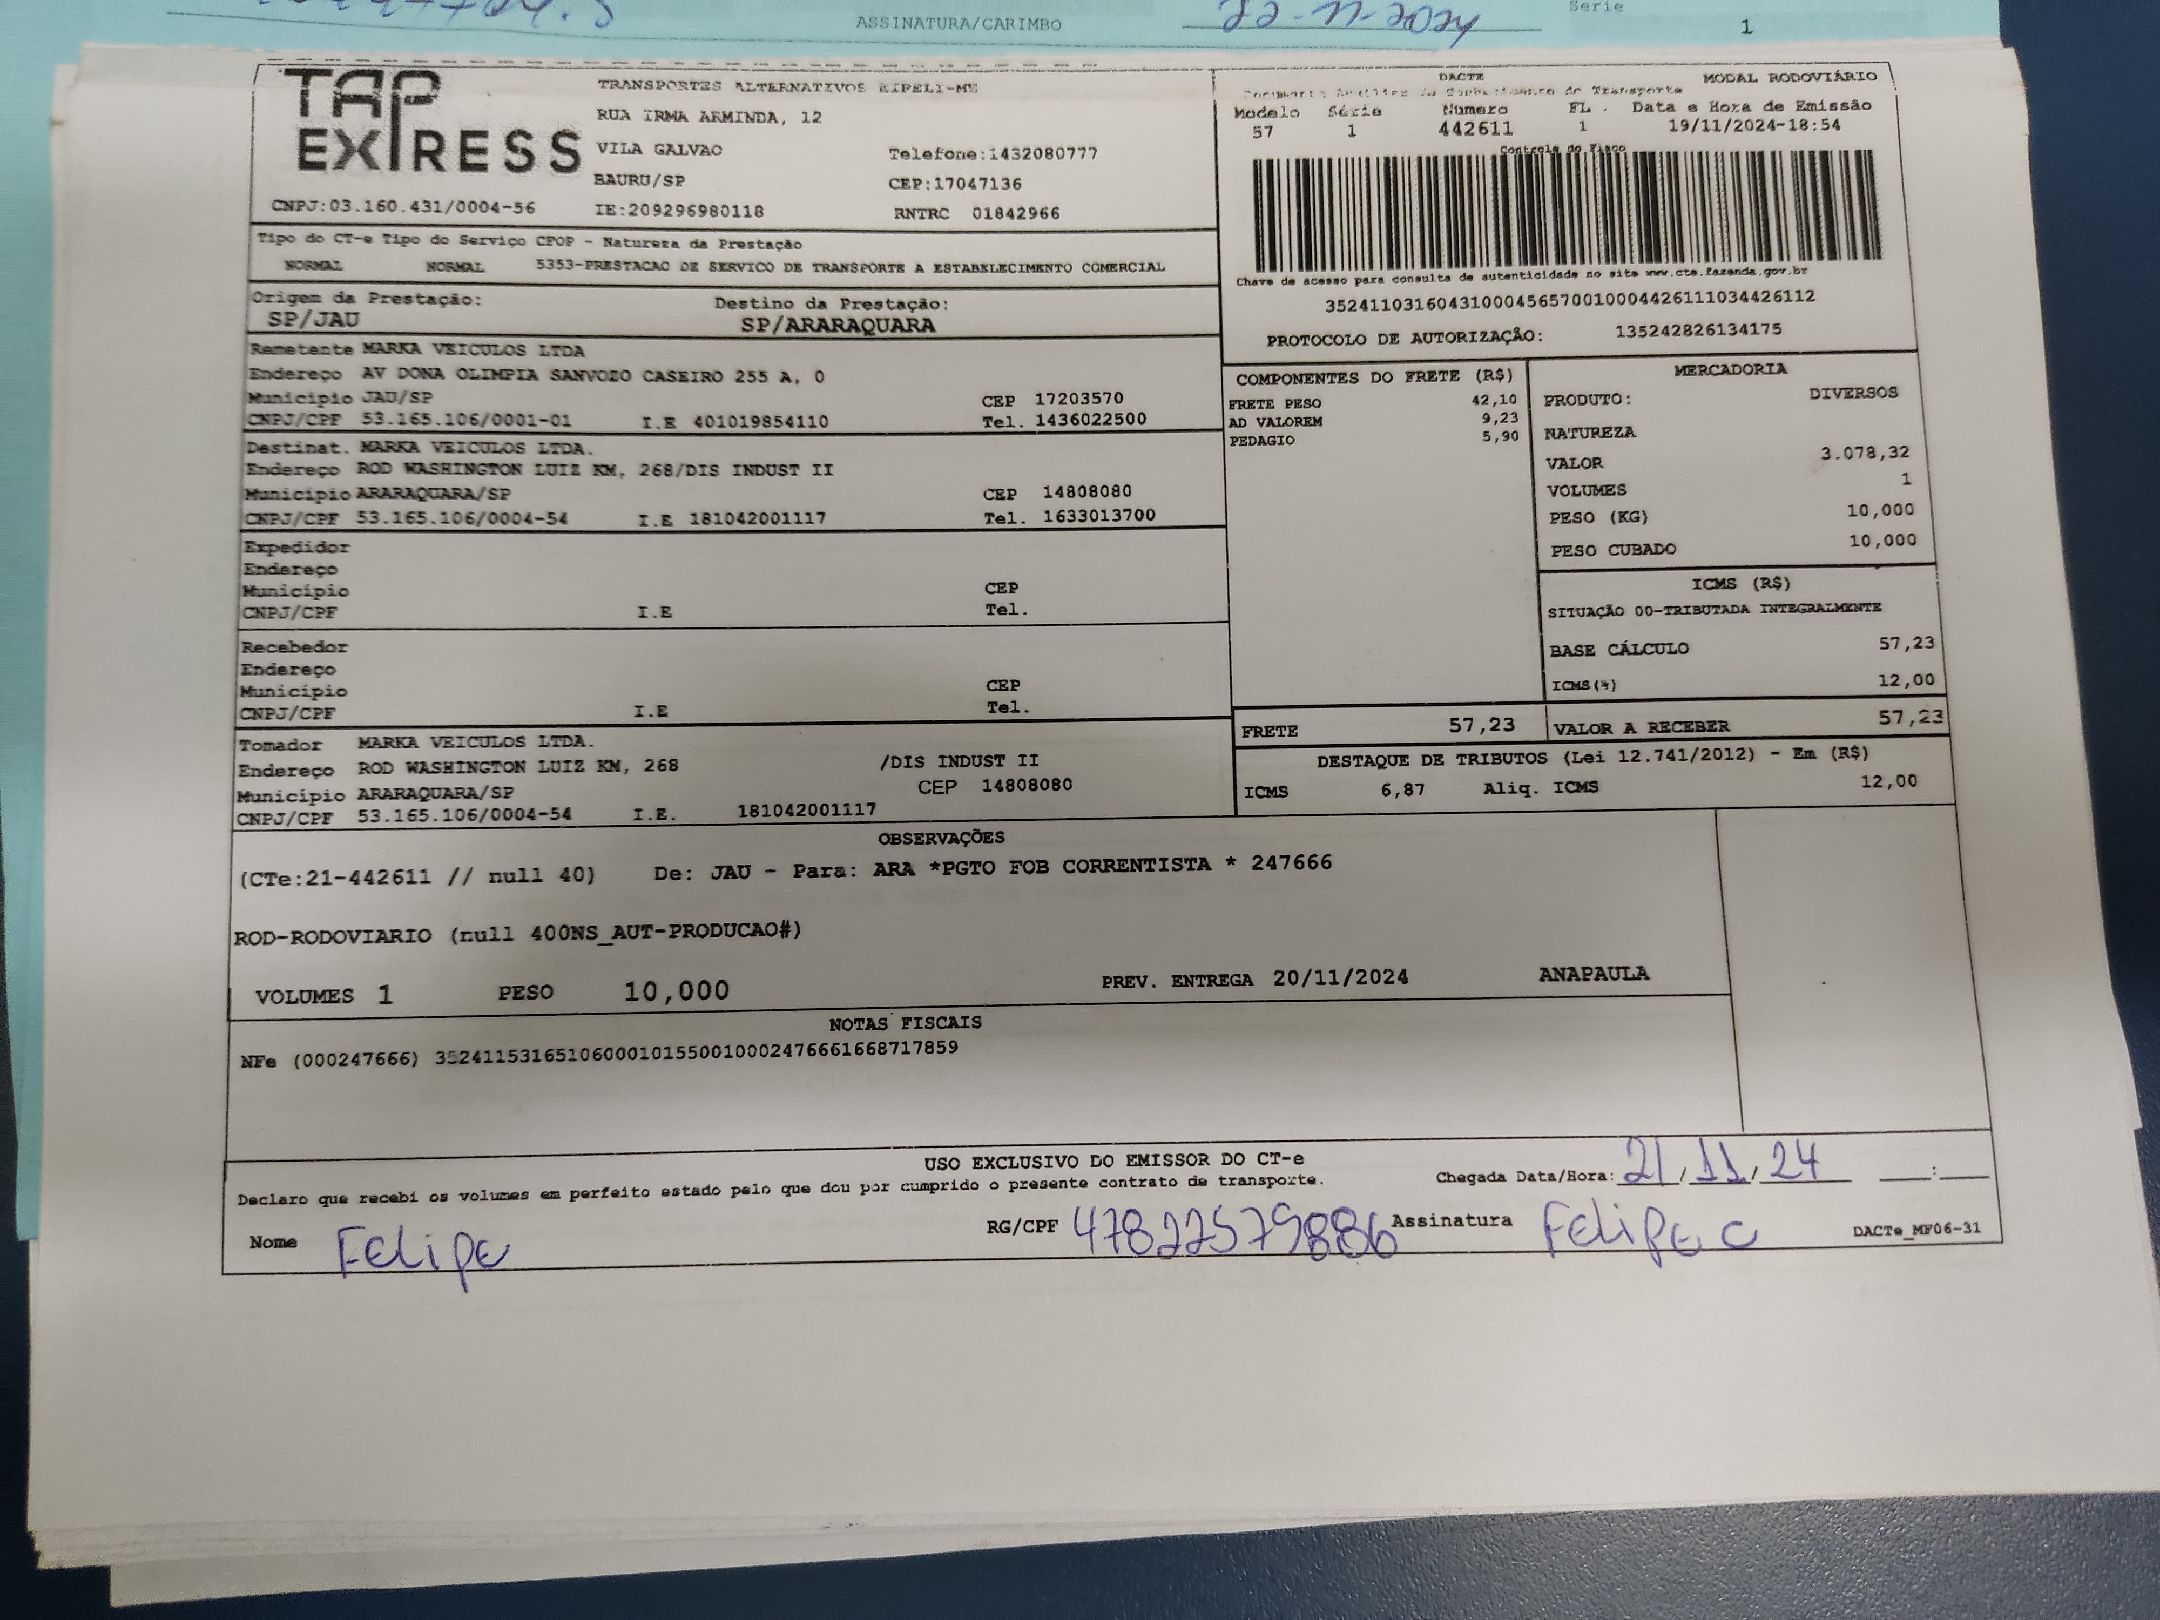 ASSINATURA/CARIMBO
Serie
1
TAP EXPRESS
TRANSPORTES ALTERNATIVOS EIPELI-ME
RUA IRMA ARMINDA, 12
VILA GALVAO Telefone:1432080777
BAURU/SP CEP:17047136
CNPJ:03.160.431/0004-56 IE:209296980118 RNTRC 01842966
DACTE MODAL RODOVIÁRIO
Modelo Série Número FL . Data e Hora de Emissão
57 1 442611 1 19/11/2024-18:54
Controle do Fisco
Chave de acesso para consulta de autenticidade no site www.cte.fazenda.gov.br
35241103160431000456570010004426111034426112
PROTOCOLO DE AUTORIZAÇÃO: 135242826134175
Tipo do CT-e Tipo do Serviço CFOP - Natureza da Prestação
NORMAL NORMAL 5353-PRESTACAO DE SERVICO DE TRANSPORTE A ESTABELECIMENTO COMERCIAL
Origem da Prestação: Destino da Prestação:
SP/JAU SP/ARARAQUARA
Remetente MARKA VEICULOS LTDA
Endereço AV DONA OLIMPIA SANVOZO CASEIRO 255 A, 0
Município JAU/SP CEP 17203570
CNPJ/CPF 53.165.106/0001-01 I.E 401019854110 Tel. 1436022500
Destinat. MARKA VEICULOS LTDA.
Endereço ROD WASHINGTON LUIZ KM, 268/DIS INDUST II
Município ARARAQUARA/SP CEP 14808080
CNPJ/CPF 53.165.106/0004-54 I.E 181042001117 Tel. 1633013700
Expedidor
Endereço
Município CEP
CNPJ/CPF I.E Tel.
Recebedor
Endereço
Município CEP
CNPJ/CPF I.E Tel.
Tomador MARKA VEICULOS LTDA.
Endereço ROD WASHINGTON LUIZ KM, 268 /DIS INDUST II
Município ARARAQUARA/SP CEP 14808080
CNPJ/CPF 53.165.106/0004-54 I.E. 181042001117
COMPONENTES DO FRETE (R$)
FRETE PESO 42,10
AD VALOREM 9,23
PEDAGIO 5,90
MERCADORIA
PRODUTO: DIVERSOS
NATUREZA
VALOR 3.078,32
VOLUMES 1
PESO (KG) 10,000
PESO CUBADO 10,000
ICMS (R$)
SITUAÇÃO 00-TRIBUTADA INTEGRALMENTE
BASE CÁLCULO 57,23
ICMS(%) 12,00
FRETE 57,23 VALOR A RECEBER 57,23
DESTAQUE DE TRIBUTOS (Lei 12.741/2012) - Em (R$)
ICMS 6,87 Aliq. ICMS 12,00
OBSERVAÇÕES
(CTe:21-442611 // null 40) De: JAU - Para: ARA *PGTO FOB CORRENTISTA * 247666
ROD-RODOVIARIO (null 400NS_AUT-PRODUCAO#)
VOLUMES 1 PESO 10,000 PREV. ENTREGA 20/11/2024 ANAPAULA
NOTAS FISCAIS
NFe (000247666) 35241153165106000101550010002476661668717859
USO EXCLUSIVO DO EMISSOR DO CT-e
Declaro que recebi os volumes em perfeito estado pelo que dou por cumprido o presente contrato de transporte.
Chegada Data/Hora: 21/11/24 :
Nome Felipe RG/CPF 47822579886 Assinatura Felipe C DACTe_MF06-31